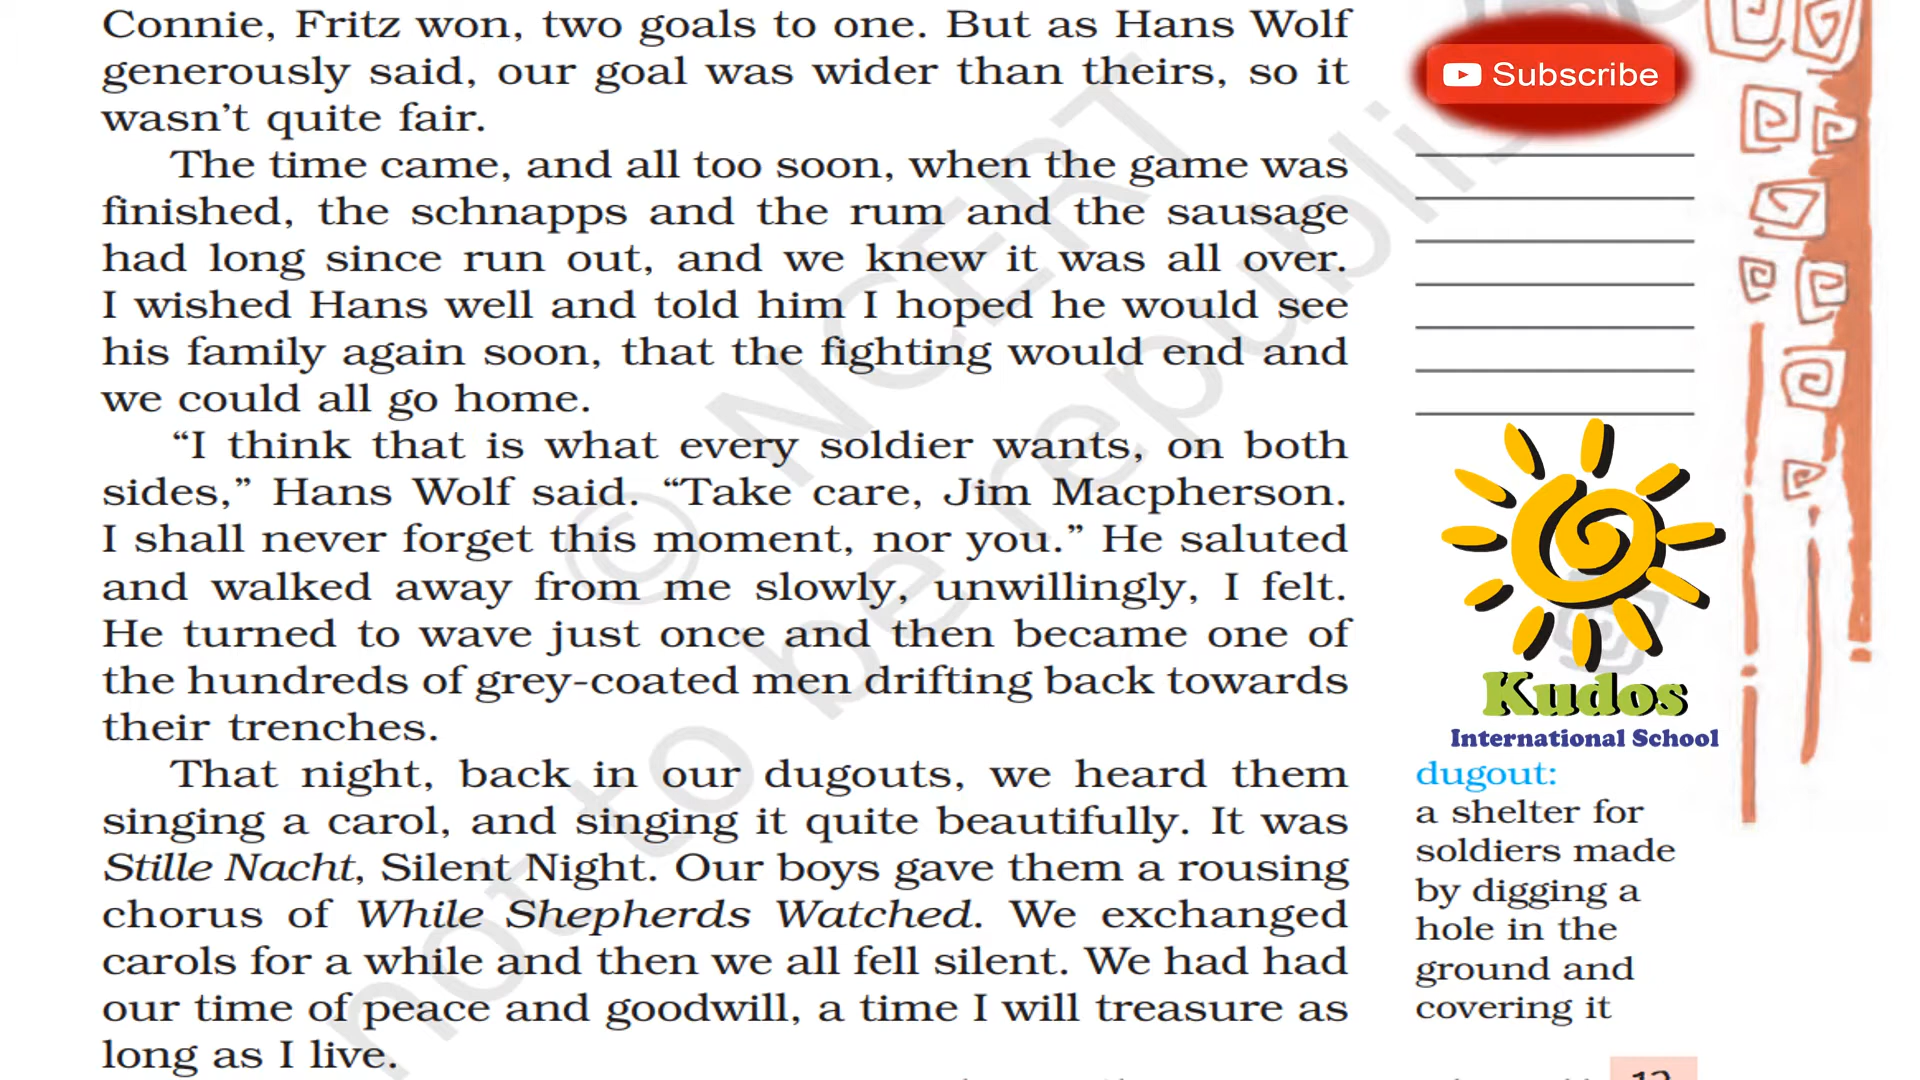 Connie, Fritz won, two goals to one. But as Hans Wolf
generously said, our goal was wider than theirs, so it
wasn’t quite fair.
The time came, and all too soon, when the game was
finished, the schnapps and the rum and the sausage
had long since run out, and we knew it was all over.
I wished Hans well and told him I hoped he would see
his family again soon, that the fighting would end and
we could all go home.
“I think that is what every soldier wants, on both
sides,” Hans Wolf said. “Take care, Jim Macpherson.
I shall never forget this moment, nor you.” He saluted
and walked away from me slowly, unwillingly, I felt.
He turned to wave just once and then became one of
the hundreds of grey-coated men drifting back towards
their trenches.
That night, back in our dugouts, we heard them
singing a carol, and singing it quite beautifully. It was
Stille Nacht, Silent Night. Our boys gave them a rousing
chorus of While Shepherds Watched. We exchanged
carols for a while and then we all fell silent. We had had
our time of peace and goodwill, a time I will treasure as
long as I live.
Subscribe
Kudos
International School
dugout:
a shelter for
soldiers made
by digging a
hole in the
ground and
covering it
© NCERT
not to be republis